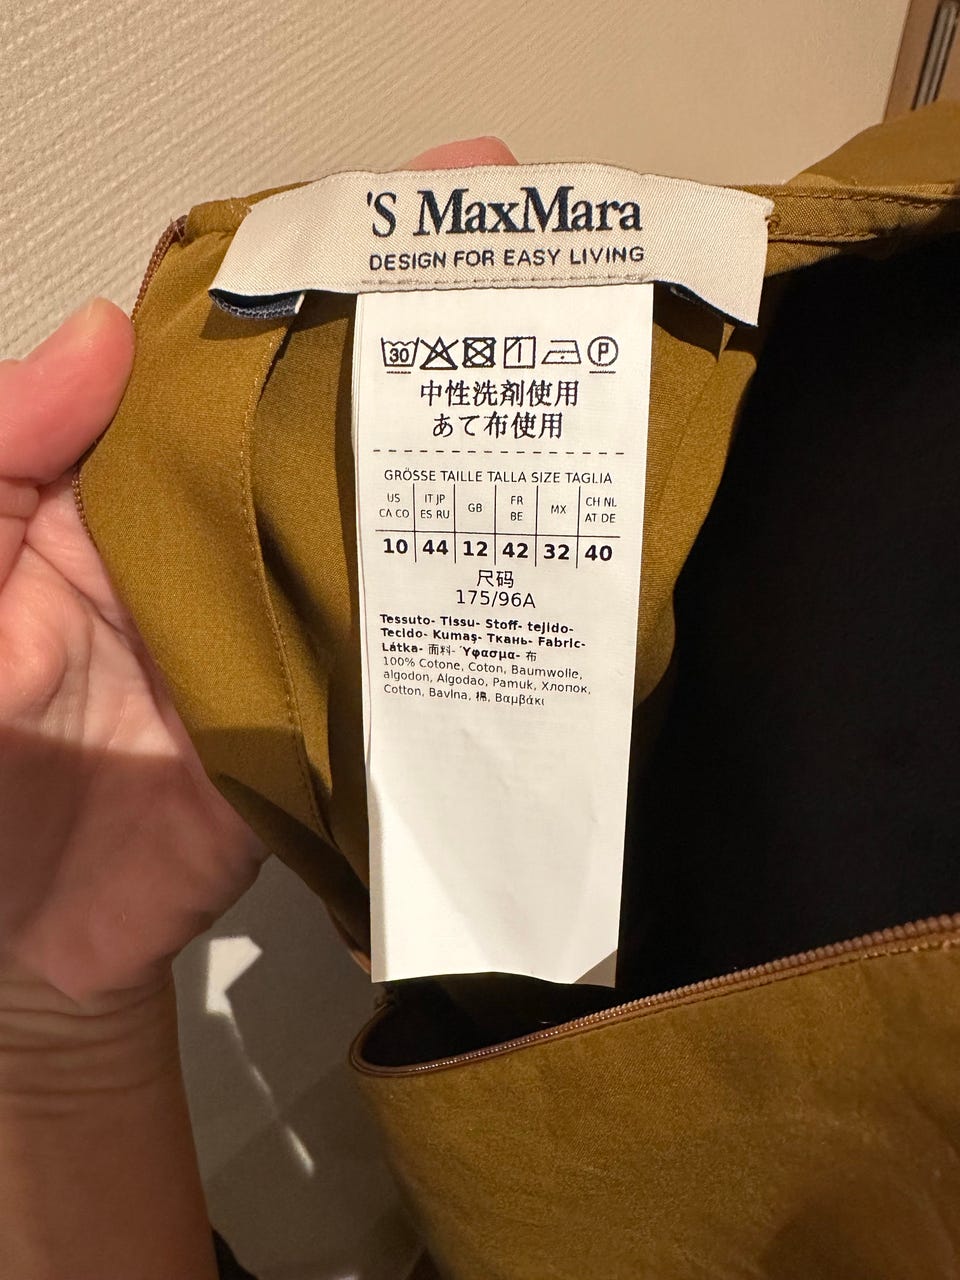 'S MaxMara
DESIGN FOR EASY LIVING
30 P
中性洗剤使用
あて布使用
GRÖSSE TAILLE TALLA SIZE TAGLIA
US CA CO IT JP ES RU GB FR BE MX CH NL AT DE
10 44 12 42 32 40
尺码
175/96A
Tessuto- Tissu- Stoff- tejido-
Tecido- Kumaş- Ткань- Fabric-
Látka- 面料- Ύφασμα- 布
100% Cotone, Coton, Baumwolle,
algodon, Algodao, Pamuk, Хлопок,
Cotton, Bavlna, 棉, Βαμβάκι